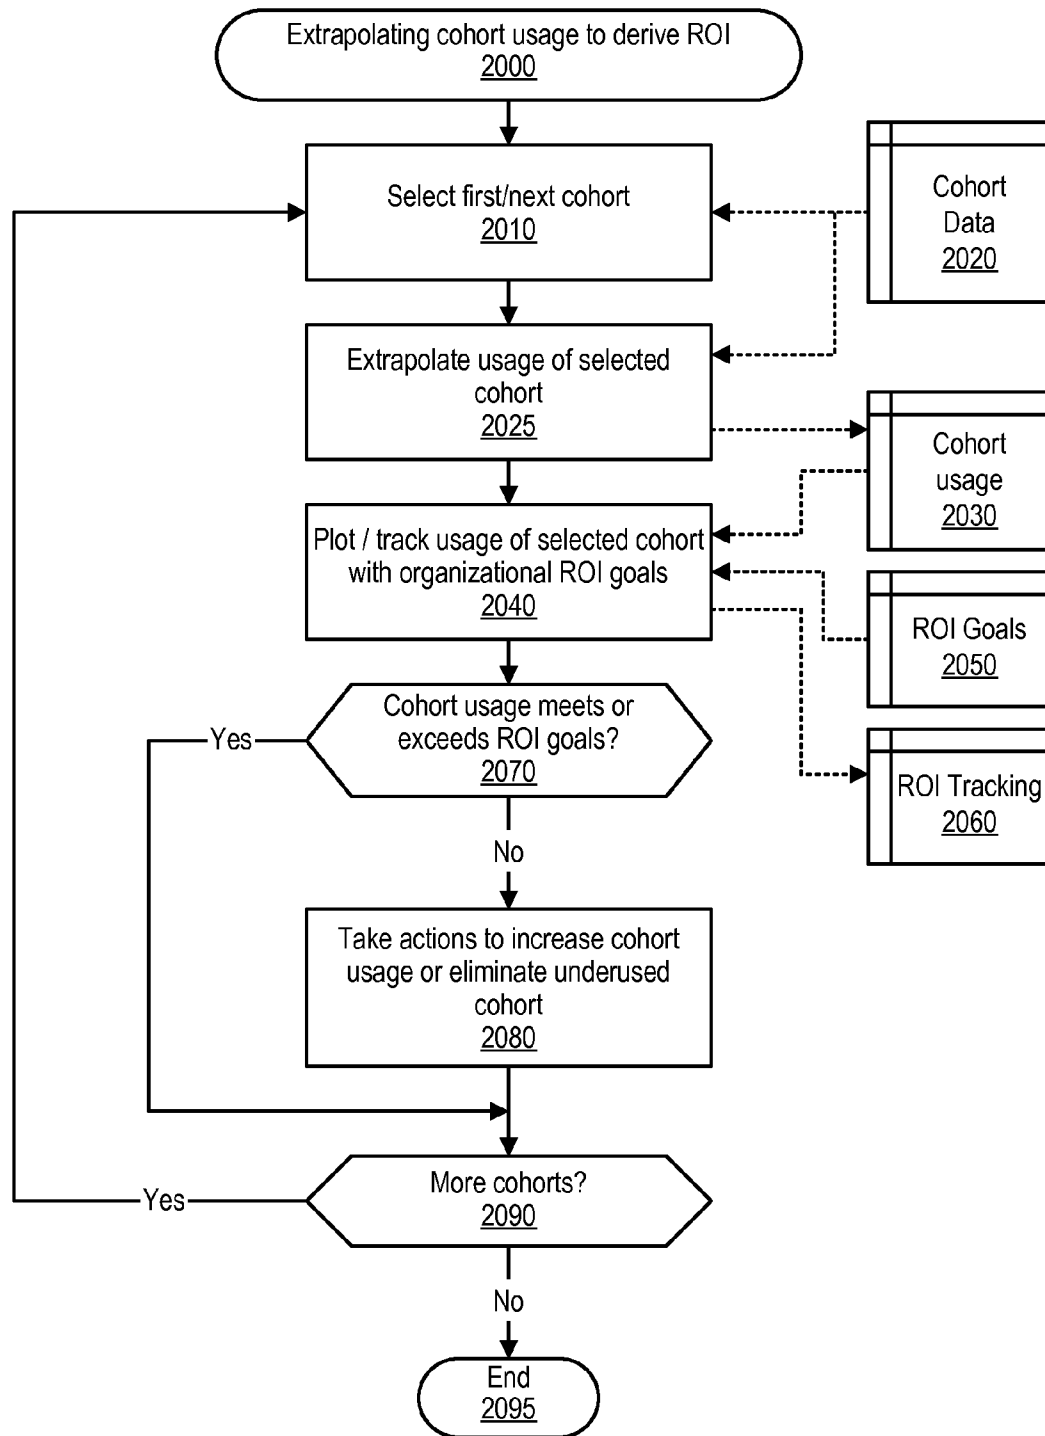 Extrapolating cohort usage to derive ROI
2000
Select first/next cohort
2010
Cohort
Data
2020
Extrapolate usage of selected
cohort
2025
Cohort
usage
2030
Plot / track usage of selected cohort
with organizational ROI goals
2040
ROI Goals
2050
Cohort usage meets or
exceeds ROI goals?
2070
Yes
ROI Tracking
2060
No
Take actions to increase cohort
usage or eliminate underused
cohort
2080
More cohorts?
2090
Yes
No
End
2095